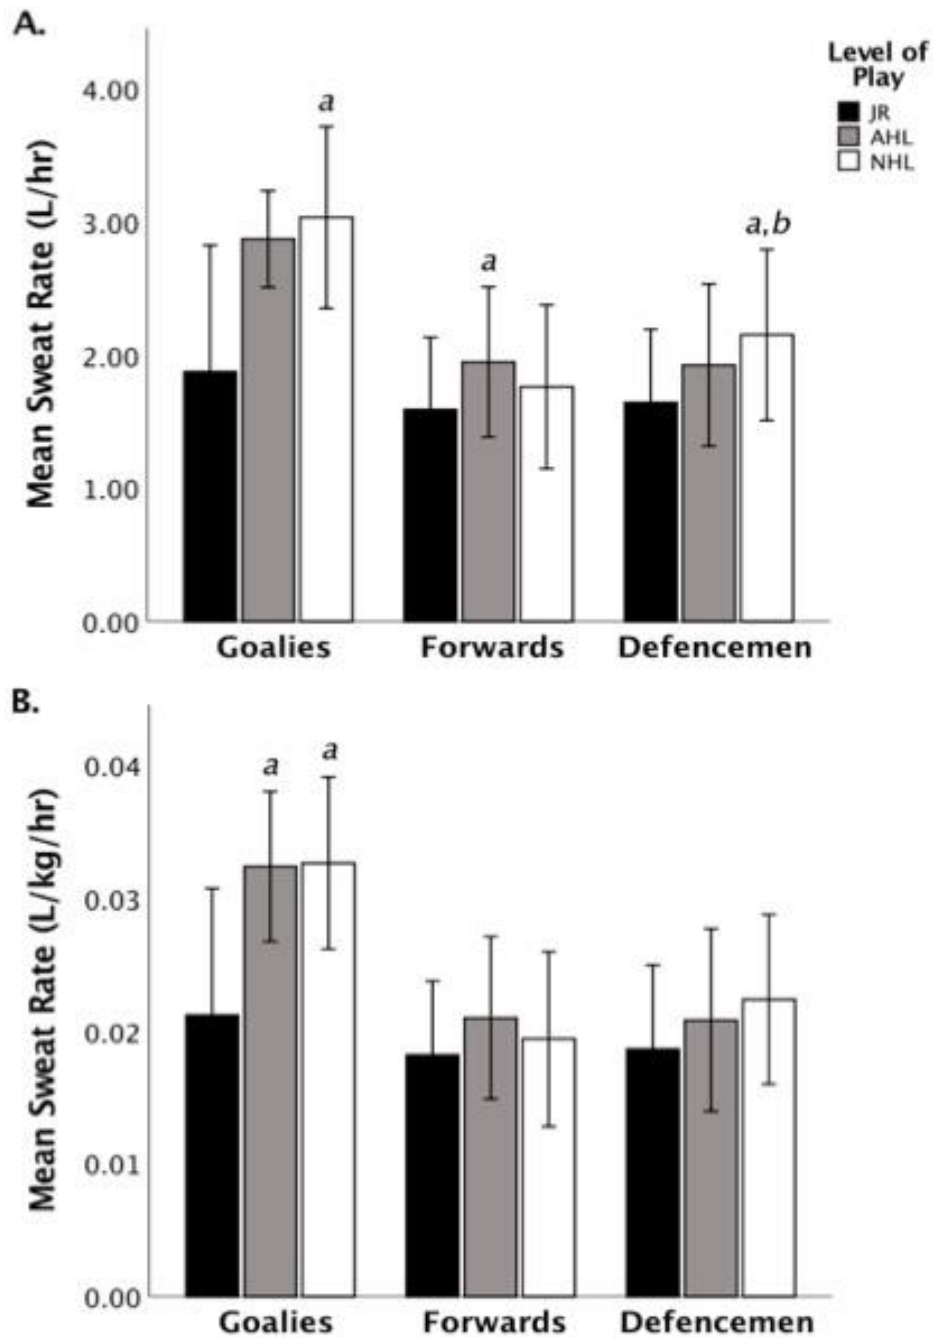 A.
Level of
Play
JR
AHL
NHL
Mean Sweat Rate (L/hr)
4.00
3.00
2.00
1.00
0.00
a
a
a,b
Goalies
Forwards
Defencemen
B.
Mean Sweat Rate (L/kg/hr)
0.04
0.03
0.02
0.01
0.00
a
a
Goalies
Forwards
Defencemen